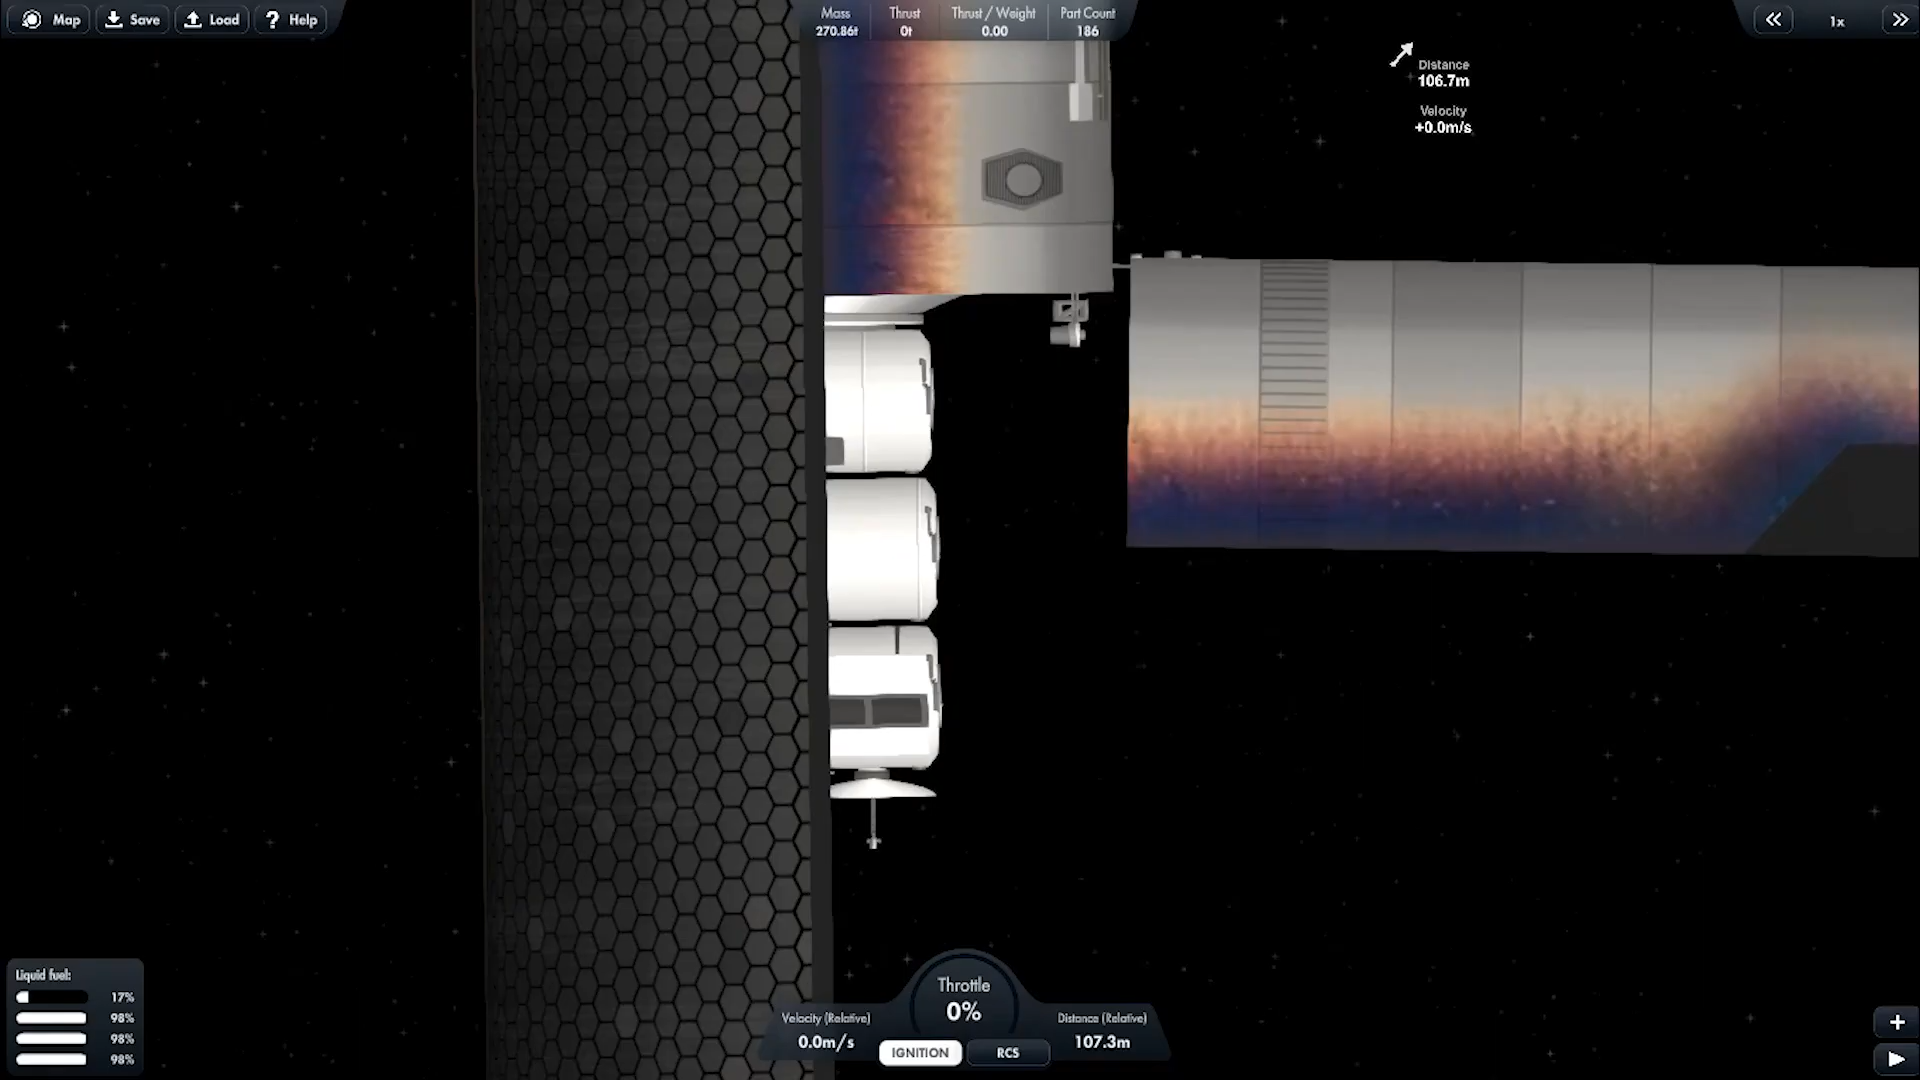 Map
Save
Load
Help
Mass
270.86t
Thrust
0t
Thrust / Weight
0.00
Part Count
186
1x
Distance
106.7m
Velocity
+0.0m/s
Liquid fuel:
17%
98%
98%
98%
Throttle
0%
Velocity (Relative)
0.0m/s
Distance (Relative)
107.3m
IGNITION
RCS